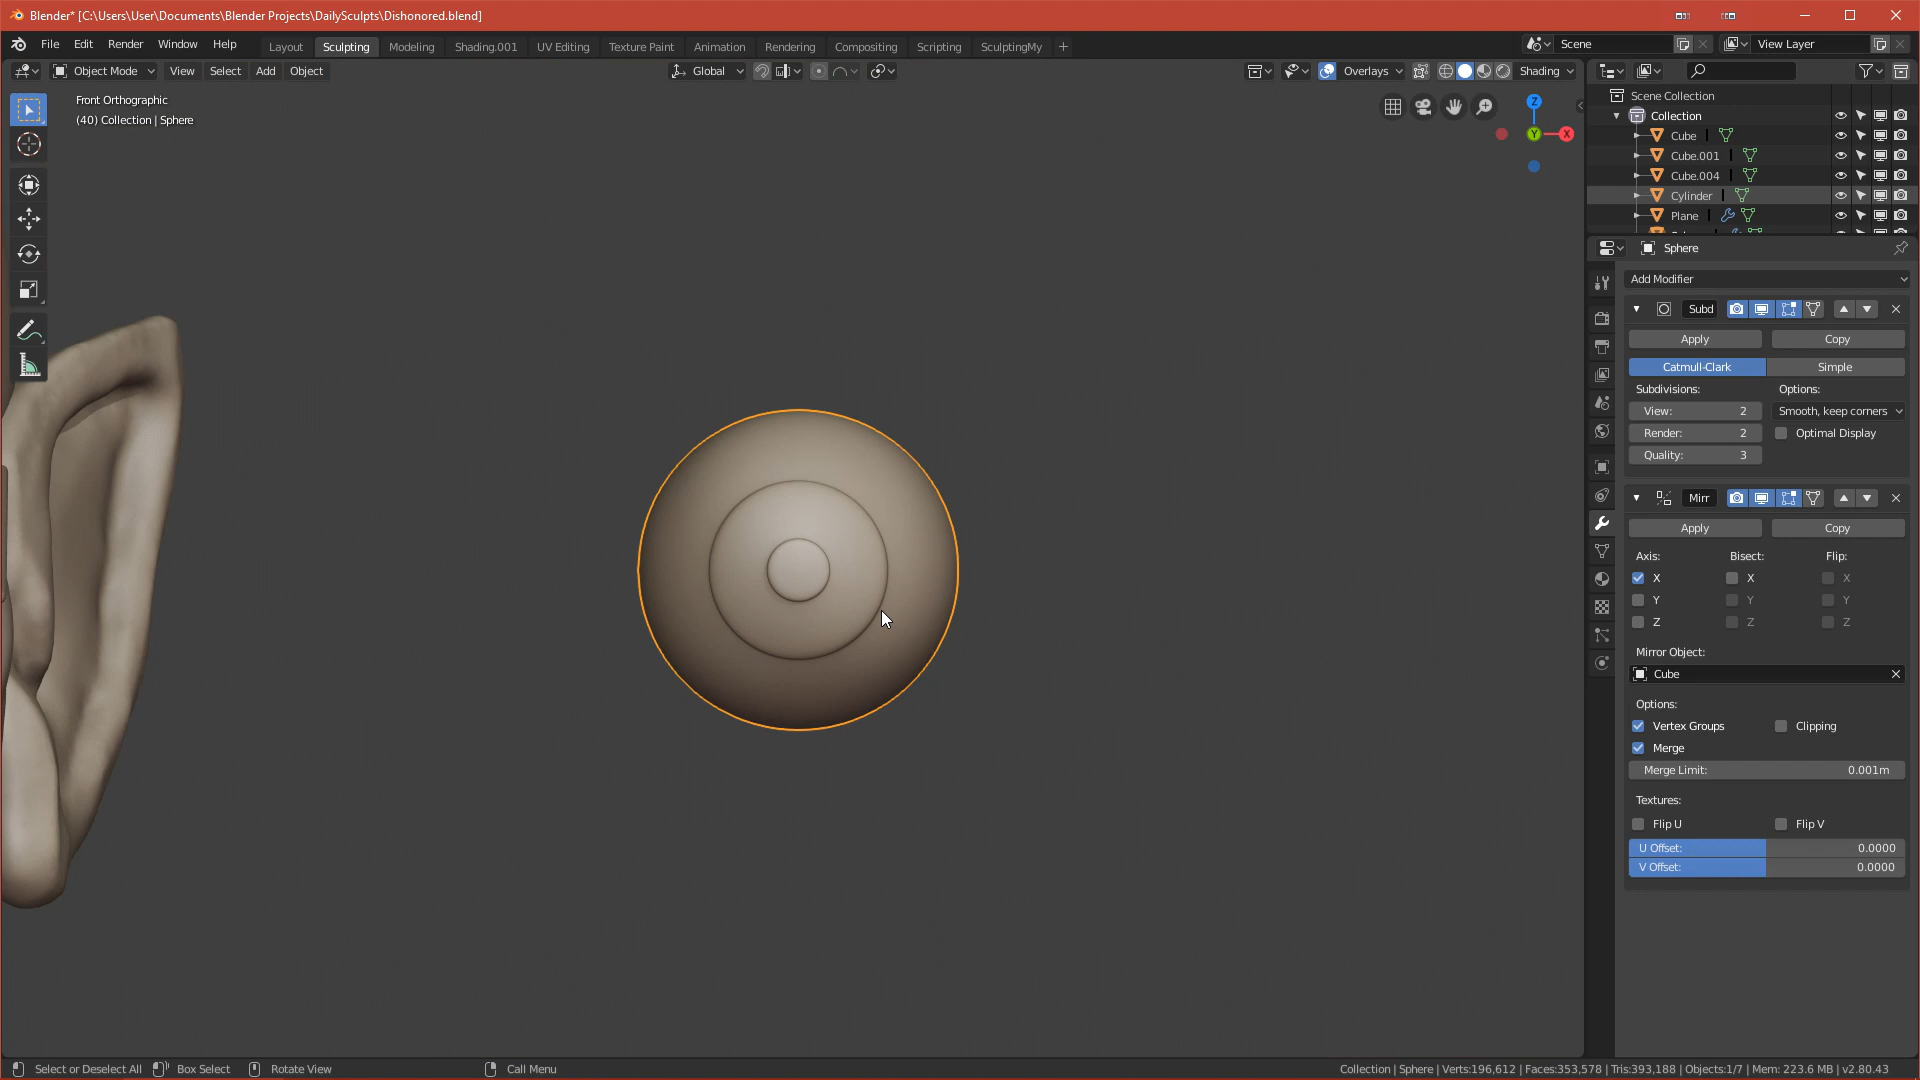 Blender* [C:\Users\User\Documents\Blender Projects\DailySculpts\Dishonored.blend]
File Edit Render Window Help Layout Sculpting Modeling Shading.001 UV Editing Texture Paint Animation Rendering Compositing Scripting SculptingMy + Scene View Layer
Object Mode View Select Add Object Global Overlays Shading
Front Orthographic
(40) Collection | Sphere
Z
Y
X
Scene Collection
Collection
Cube
Cube.001
Cube.004
Cylinder
Plane
Sphere
Add Modifier
Subd
Apply Copy
Catmull-Clark Simple
Subdivisions: Options:
View: 2 Smooth, keep corners
Render: 2 Optimal Display
Quality: 3
Mirr
Apply Copy
Axis: Bisect: Flip:
X X X
Y Y Y
Z Z Z
Mirror Object:
Cube
Options:
Vertex Groups Clipping
Merge
Merge Limit: 0.001m
Textures:
Flip U Flip V
U Offset: 0.0000
V Offset: 0.0000
Select or Deselect All Box Select Rotate View Call Menu Collection | Sphere | Verts:196,612 | Faces:353,578 | Tris:393,188 | Objects:1/7 | Mem: 223.6 MB | v2.80.43